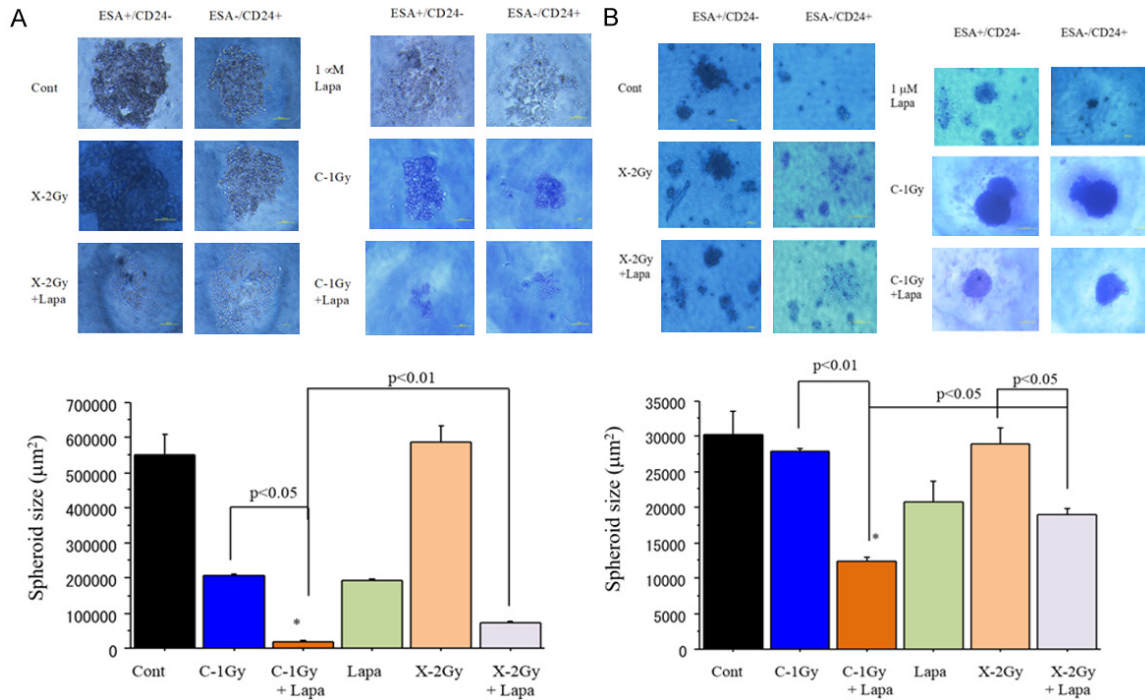 A
ESA+/CD24-
ESA-/CD24+
ESA+/CD24-
ESA-/CD24+
Cont
1 αM
Lapa
X-2Gy
C-1Gy
X-2Gy
+Lapa
C-1Gy
+Lapa
B
ESA+/CD24-
ESA-/CD24+
ESA+/CD24-
ESA-/CD24+
Cont
1 µM
Lapa
X-2Gy
C-1Gy
X-2Gy
+Lapa
C-1Gy
+Lapa
Spheroid size (µm²)
700000
600000
500000
400000
300000
200000
100000
0
p<0.01
p<0.05
*
Cont
C-1Gy
C-1Gy
+ Lapa
Lapa
X-2Gy
X-2Gy
+ Lapa
Spheroid size (µm²)
35000
30000
25000
20000
15000
10000
5000
0
p<0.01
p<0.05
p<0.05
*
Cont
C-1Gy
C-1Gy
+ Lapa
Lapa
X-2Gy
X-2Gy
+ Lapa